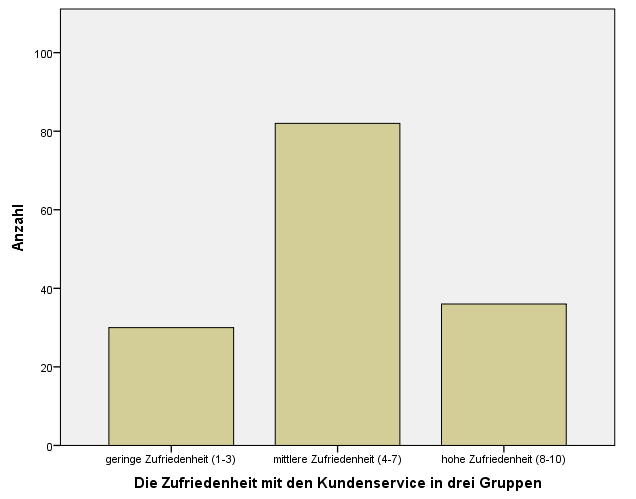 100
80
60
40
20
0
Anzahl
geringe Zufriedenheit (1-3) mittlere Zufriedenheit (4-7) hohe Zufriedenheit (8-10)
Die Zufriedenheit mit den Kundenservice in drei Gruppen